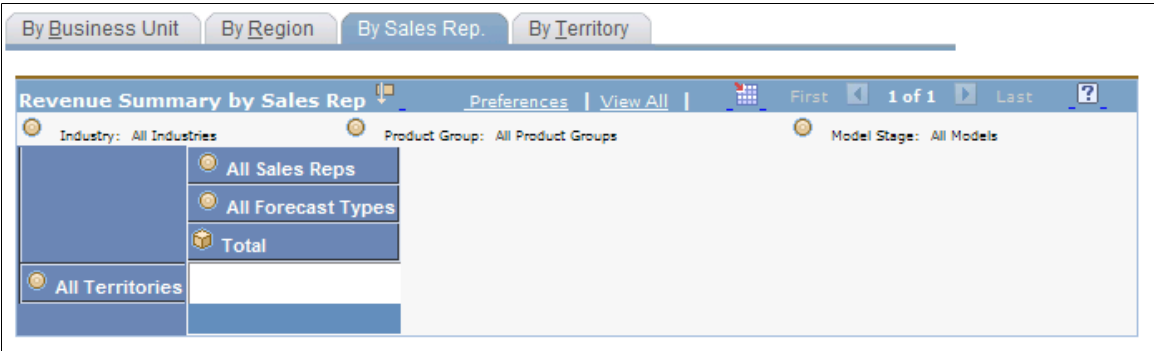 By Business Unit By Region By Sales Rep. By Territory
Revenue Summary by Sales Rep Preferences | View All | First 1 of 1 Last ?
Industry: All Industries Product Group: All Product Groups Model Stage: All Models
All Sales Reps
All Forecast Types
Total
All Territories